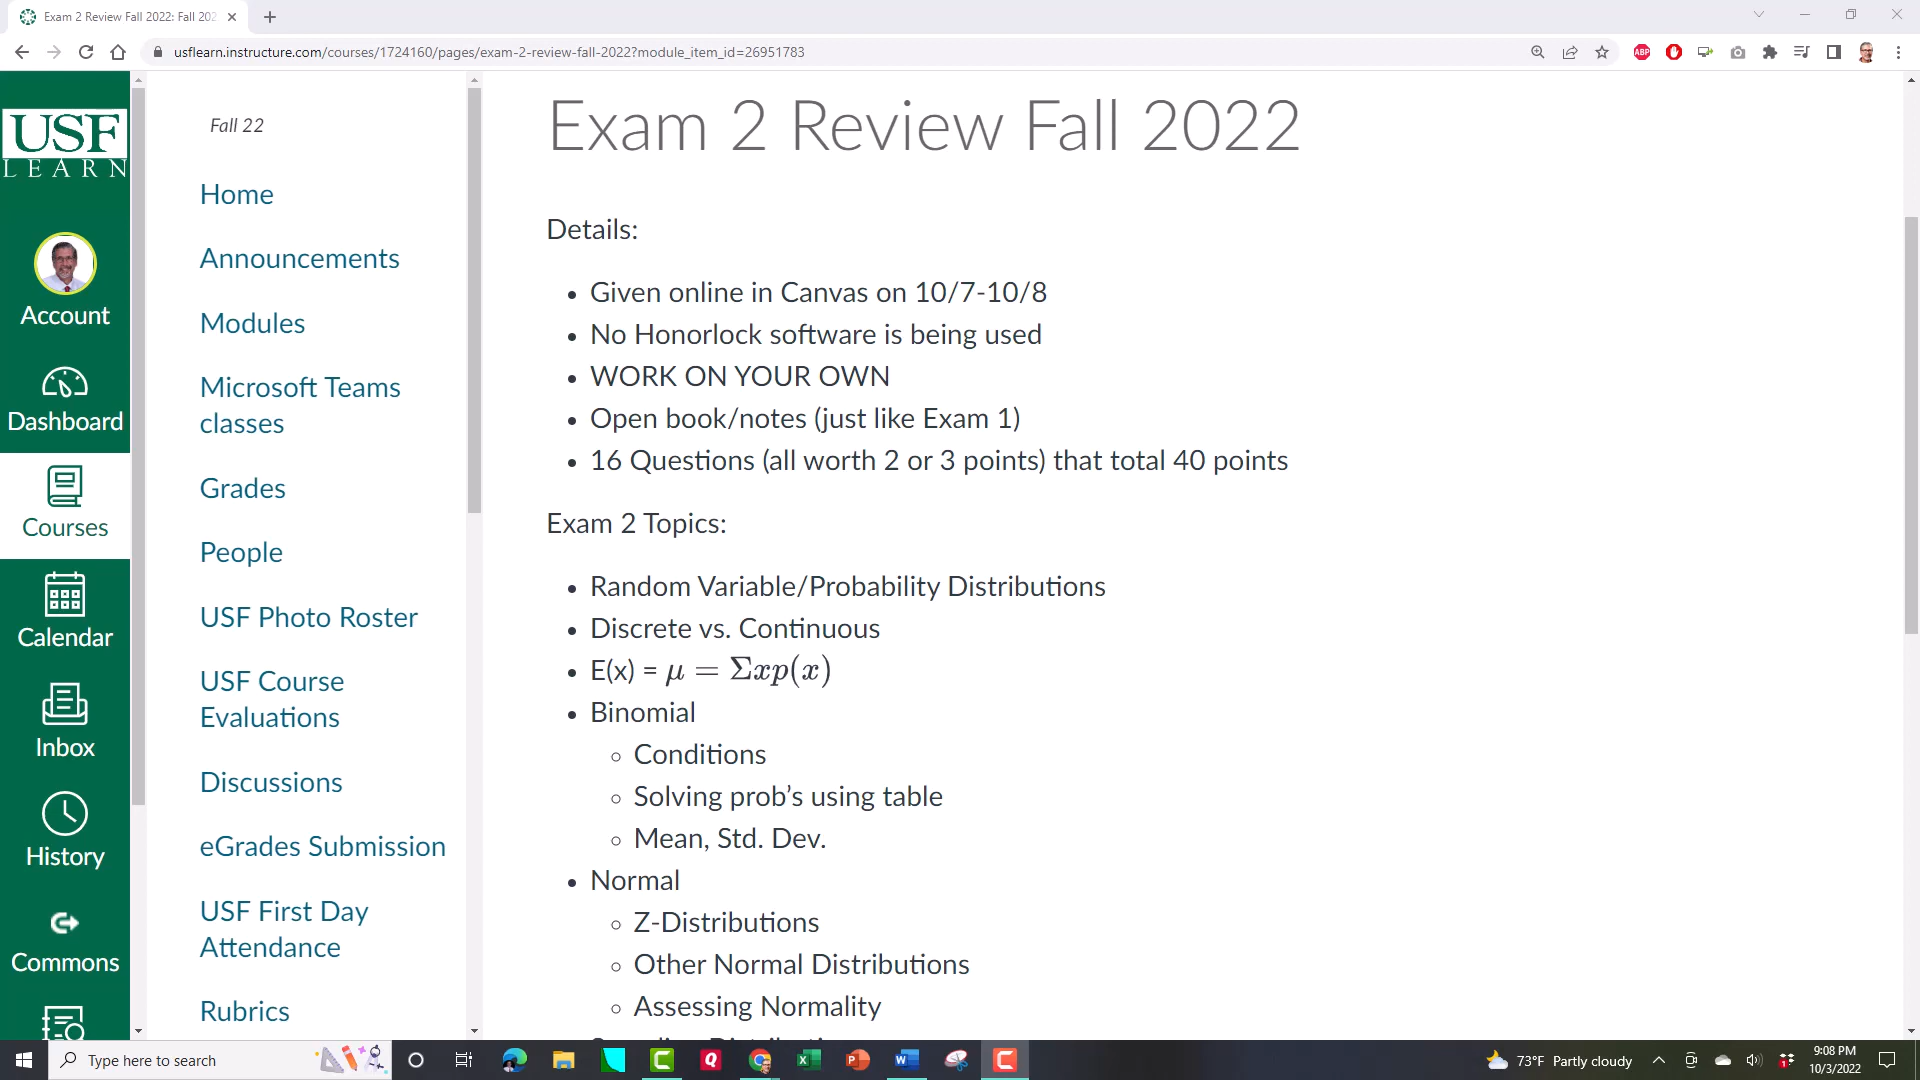 Exam 2 Review Fall 2022: Fall 202
usflearn.instructure.com/courses/1724160/pages/exam-2-review-fall-2022?module_item_id=26951783
ABP
USF
LEARN
Account
Dashboard
Courses
Calendar
Inbox
History
Commons
Fall 22
Home
Announcements
Modules
Microsoft Teams
classes
Grades
People
USF Photo Roster
USF Course
Evaluations
Discussions
eGrades Submission
USF First Day
Attendance
Rubrics
Exam 2 Review Fall 2022
Details:
• Given online in Canvas on 10/7-10/8
• No Honorlock software is being used
• WORK ON YOUR OWN
• Open book/notes (just like Exam 1)
• 16 Questions (all worth 2 or 3 points) that total 40 points
Exam 2 Topics:
• Random Variable/Probability Distributions
• Discrete vs. Continuous
• E(x) = μ = Σxp(x)
• Binomial
◦ Conditions
◦ Solving prob’s using table
◦ Mean, Std. Dev.
• Normal
◦ Z-Distributions
◦ Other Normal Distributions
◦ Assessing Normality
Type here to search
73°F Partly cloudy
9:08 PM
10/3/2022